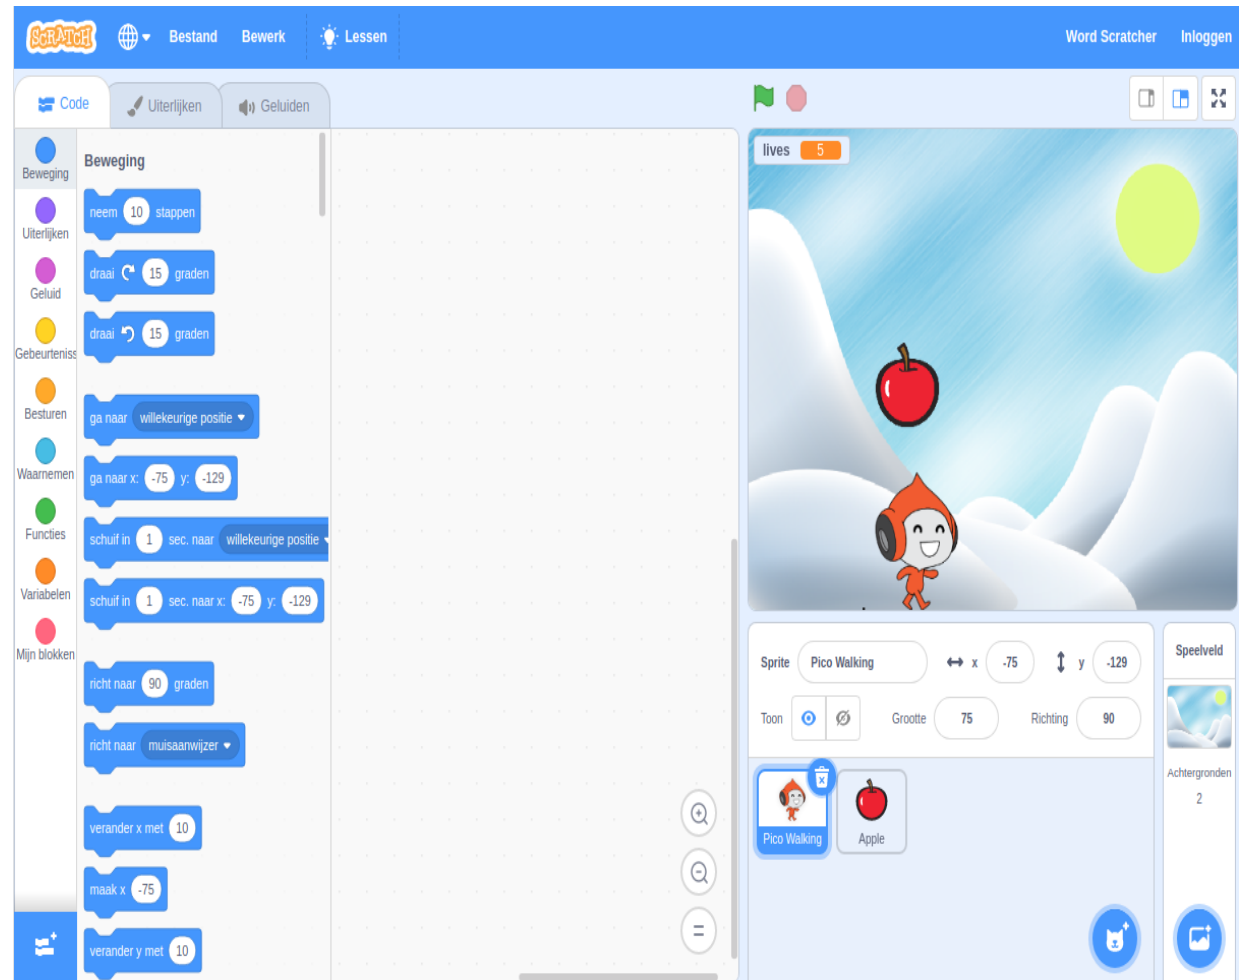 SCRATCH
Bestand
Bewerk
Lessen
Word Scratcher
Inloggen
Code
Uiterlijken
Geluiden
Beweging
Uiterlijken
Geluid
Gebeurteniss
Besturen
Waarnemen
Functies
Variabelen
Mijn blokken
Beweging
neem 10 stappen
draai 15 graden
draai 15 graden
ga naar willekeurige positie
ga naar x: -75 y: -129
schuif in 1 sec. naar willekeurige positie
schuif in 1 sec. naar x: -75 y: -129
richt naar 90 graden
richt naar muisaanwijzer
verander x met 10
maak x -75
verander y met 10
lives 5
Sprite Pico Walking x -75 y -129
Toon Grootte 75 Richting 90
Pico Walking
Apple
Speelveld
Achtergronden
2